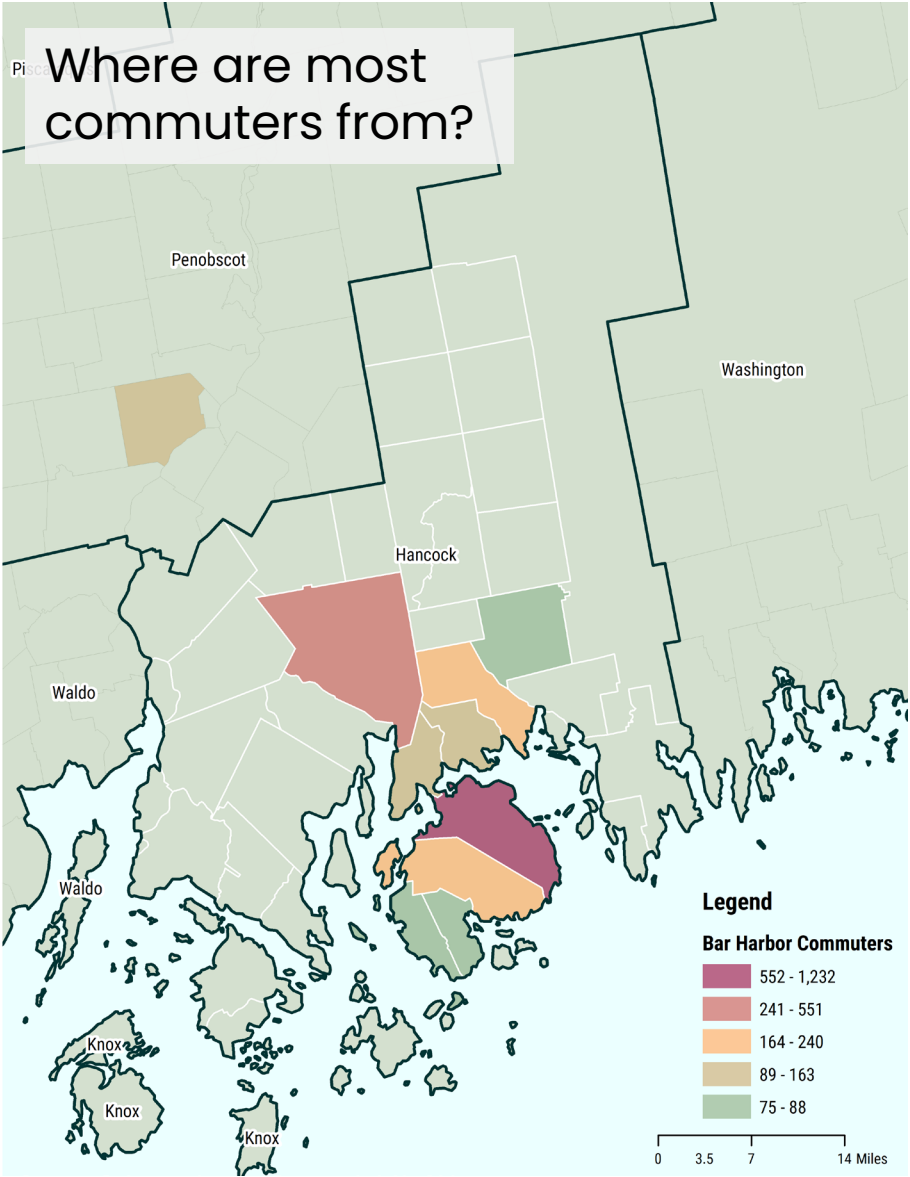 Where are most
commuters from?
Penobscot
Washington
Hancock
Waldo
Waldo
Knox
Knox
Knox
Legend
Bar Harbor Commuters
552 - 1,232
241 - 551
164 - 240
89 - 163
75 - 88
0 3.5 7 14 Miles